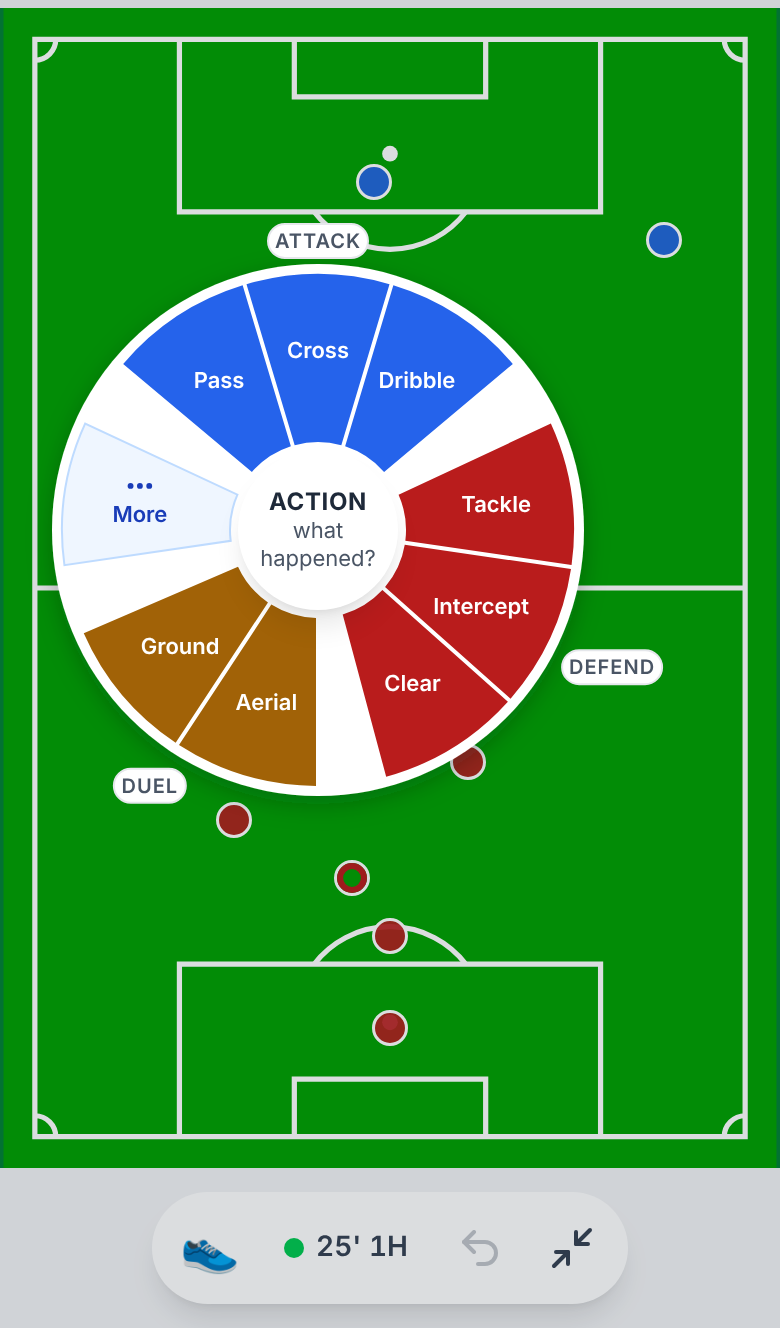 ATTACK
Cross
Pass
Dribble
•••
More
ACTION
what
happened?
Tackle
Intercept
Clear
Ground
Aerial
DEFEND
DUEL
25' 1H